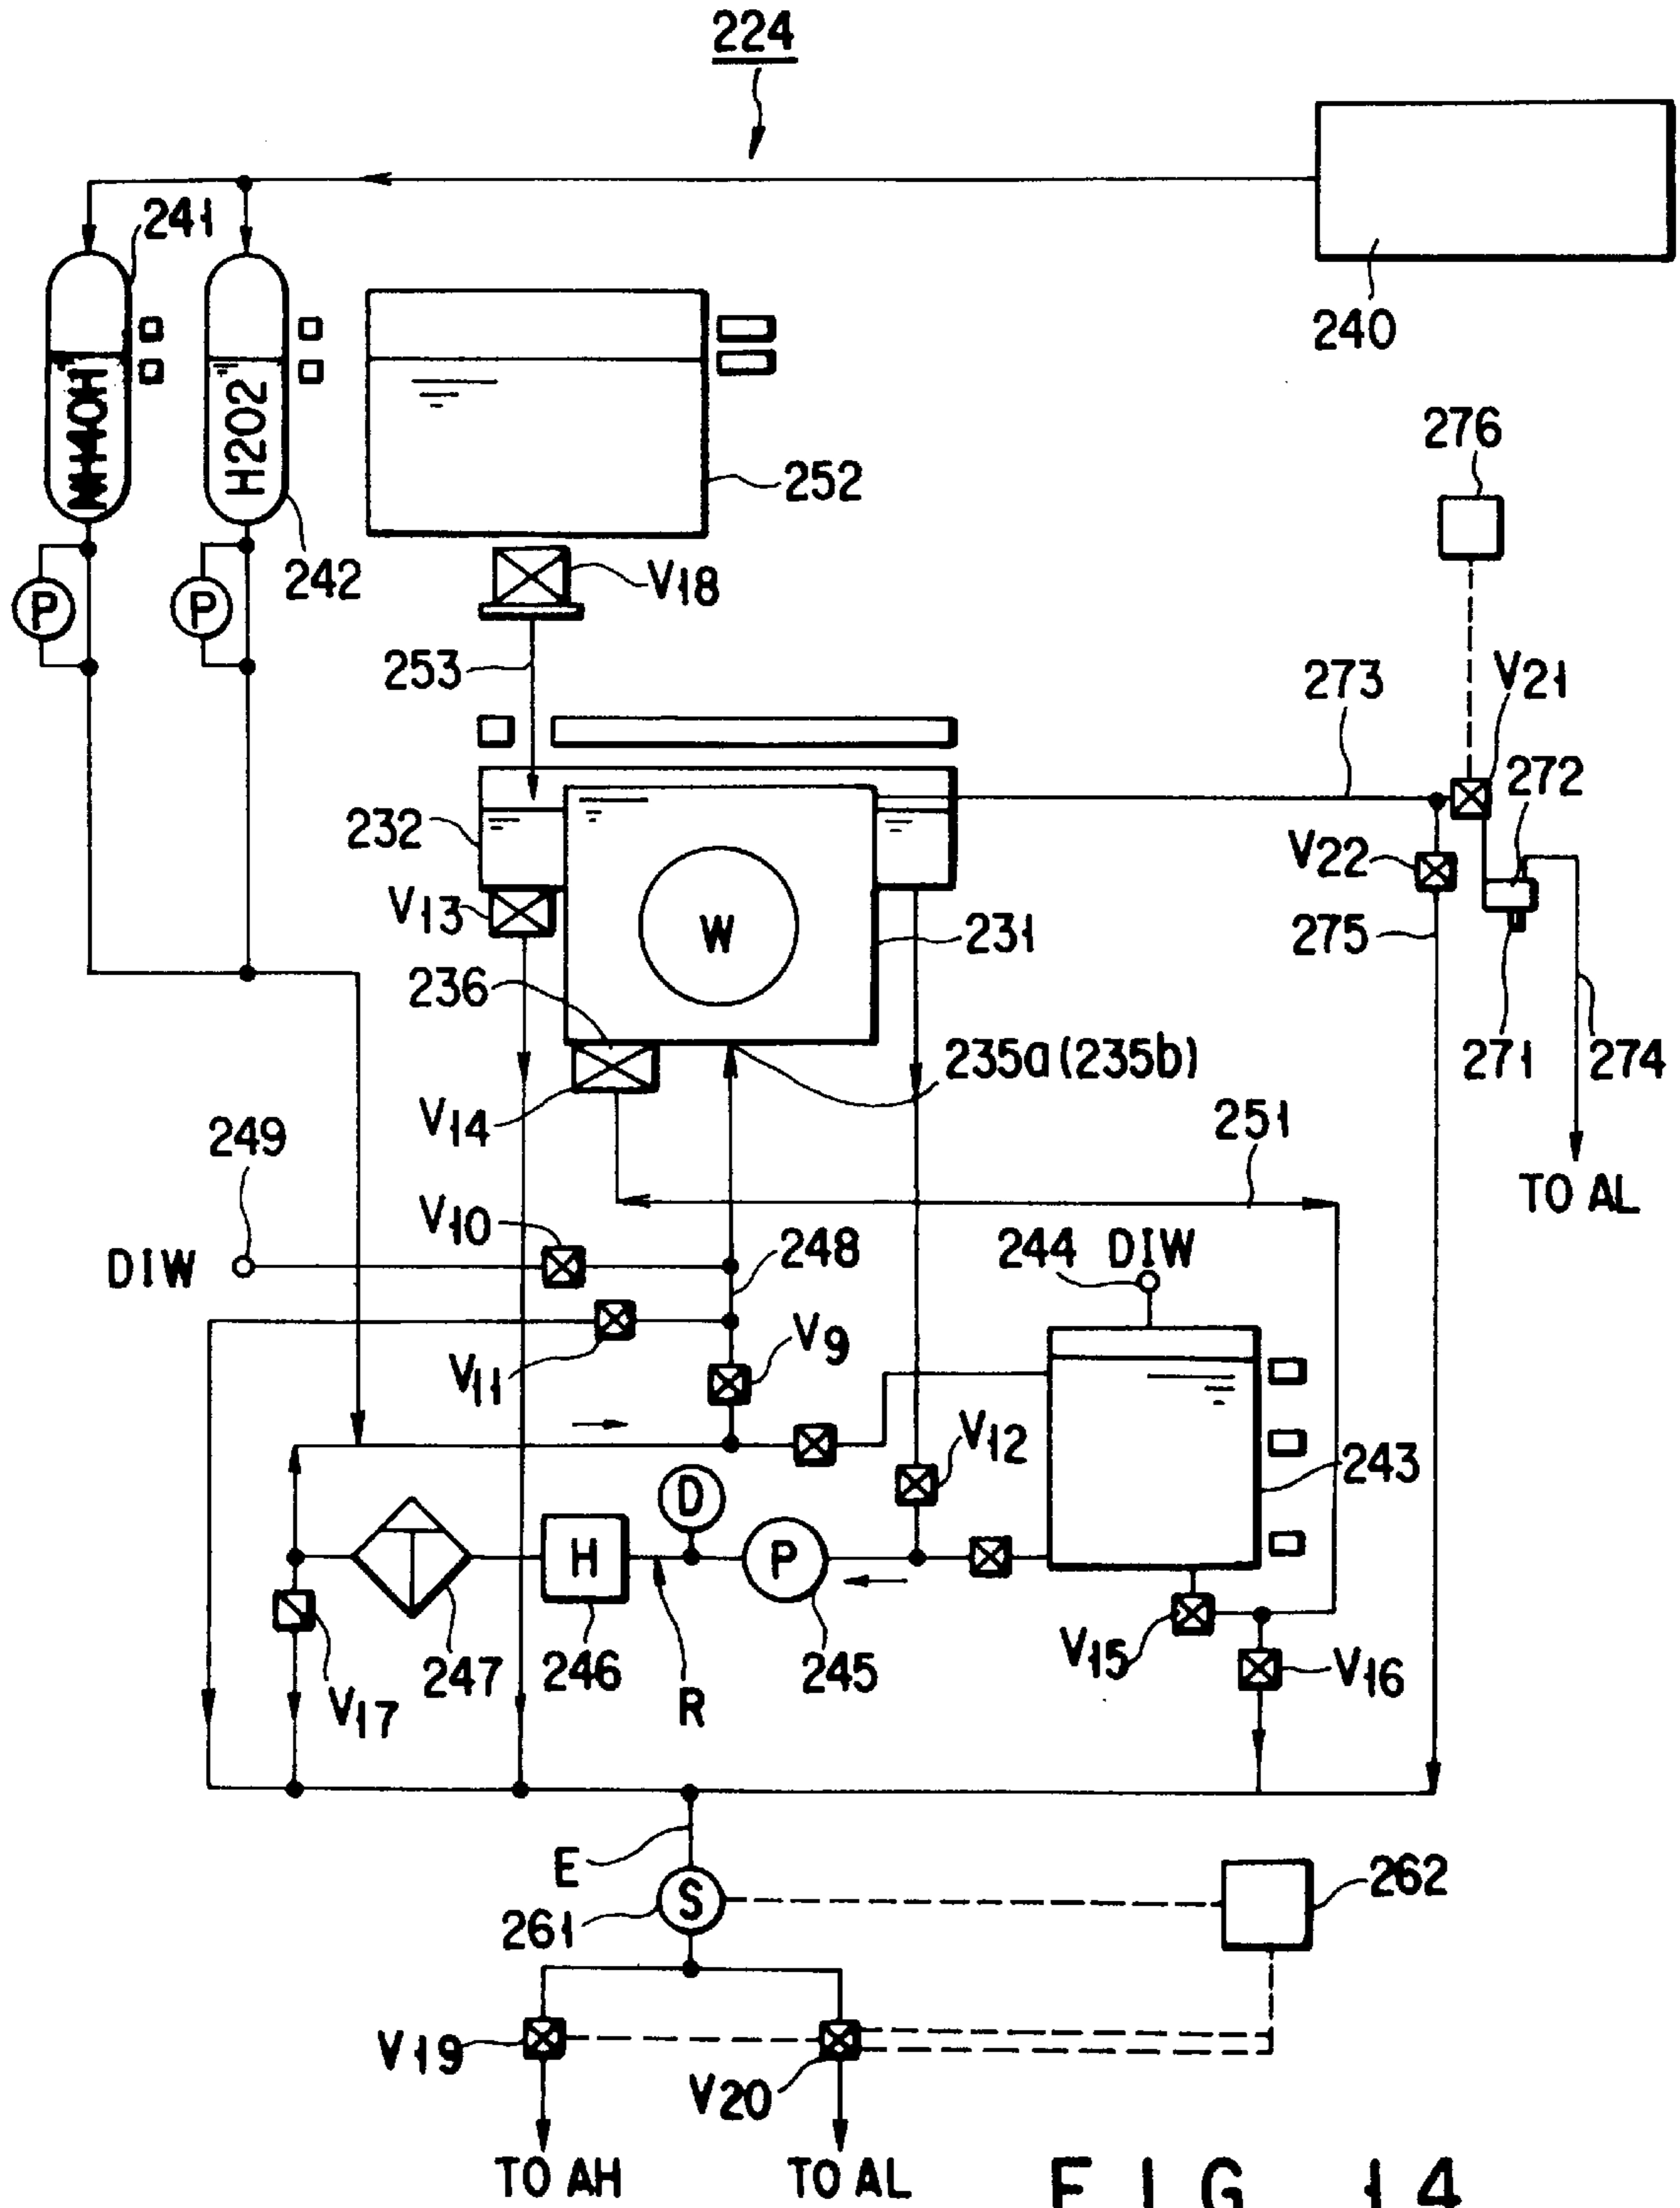 224
241
240
NH4OH
H202
276
252
242
V18
P
P
253
273
V21
272
232
V22
V13
W
231
275
236
235a (235b)
271
274
V14
249
251
V10
TO AL
248
244 DIW
DIW
V9
V11
V12
243
D
H
P
V15
V16
247
246
245
V17
R
E
262
S
261
V19
V20
TO AH
TO AL
FIG. 14